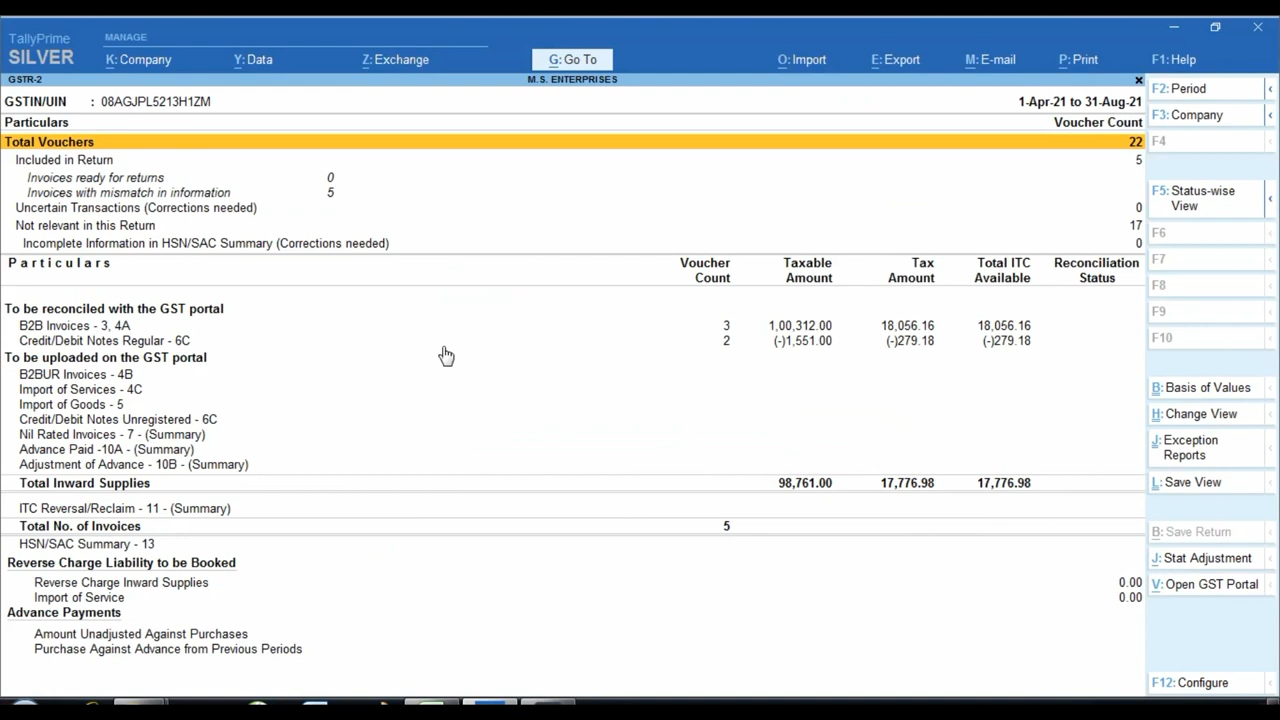 TallyPrime MANAGE
SILVER K: Company Y: Data Z: Exchange G: Go To O: Import E: Export M: E-mail P: Print F1: Help
GSTR-2 M.S. ENTERPRISES
GSTIN/UIN : 08AGJPL5213H1ZM 1-Apr-21 to 31-Aug-21
Particulars Voucher Count
Total Vouchers 22
Included in Return 5
Invoices ready for returns 0
Invoices with mismatch in information 5
Uncertain Transactions (Corrections needed) 0
Not relevant in this Return 17
Incomplete Information in HSN/SAC Summary (Corrections needed) 0
Particulars Voucher Taxable Tax Total ITC Reconciliation
Count Amount Amount Available Status
To be reconciled with the GST portal
B2B Invoices - 3, 4A 3 1,00,312.00 18,056.16 18,056.16
Credit/Debit Notes Regular - 6C 2 (-)1,551.00 (-)279.18 (-)279.18
To be uploaded on the GST portal
B2BUR Invoices - 4B
Import of Services - 4C
Import of Goods - 5
Credit/Debit Notes Unregistered - 6C
Nil Rated Invoices - 7 - (Summary)
Advance Paid -10A - (Summary)
Adjustment of Advance - 10B - (Summary)
Total Inward Supplies 98,761.00 17,776.98 17,776.98
ITC Reversal/Reclaim - 11 - (Summary)
Total No. of Invoices 5
HSN/SAC Summary - 13
Reverse Charge Liability to be Booked
Reverse Charge Inward Supplies 0.00
Import of Service 0.00
Advance Payments
Amount Unadjusted Against Purchases
Purchase Against Advance from Previous Periods
F2: Period
F3: Company
F4
F5: Status-wise
View
F6
F7
F8
F9
F10
B: Basis of Values
H: Change View
J: Exception
Reports
L: Save View
B: Save Return
J: Stat Adjustment
V: Open GST Portal
F12: Configure